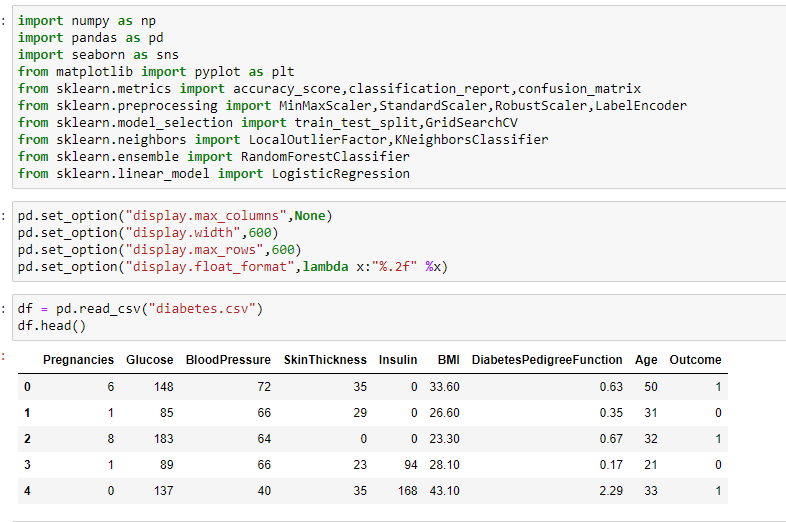 : import numpy as np
import pandas as pd
import seaborn as sns
from matplotlib import pyplot as plt
from sklearn.metrics import accuracy_score,classification_report,confusion_matrix
from sklearn.preprocessing import MinMaxScaler,StandardScaler,RobustScaler,LabelEncoder
from sklearn.model_selection import train_test_split,GridSearchCV
from sklearn.neighbors import LocalOutlierFactor,KNeighborsClassifier
from sklearn.ensemble import RandomForestClassifier
from sklearn.linear_model import LogisticRegression
: pd.set_option("display.max_columns",None)
pd.set_option("display.width",600)
pd.set_option("display.max_rows",600)
pd.set_option("display.float_format",lambda x:"%.2f" %x)
: df = pd.read_csv("diabetes.csv")
df.head()
: Pregnancies Glucose BloodPressure SkinThickness Insulin BMI DiabetesPedigreeFunction Age Outcome
0 6 148 72 35 0 33.60 0.63 50 1
1 1 85 66 29 0 26.60 0.35 31 0
2 8 183 64 0 0 23.30 0.67 32 1
3 1 89 66 23 94 28.10 0.17 21 0
4 0 137 40 35 168 43.10 2.29 33 1